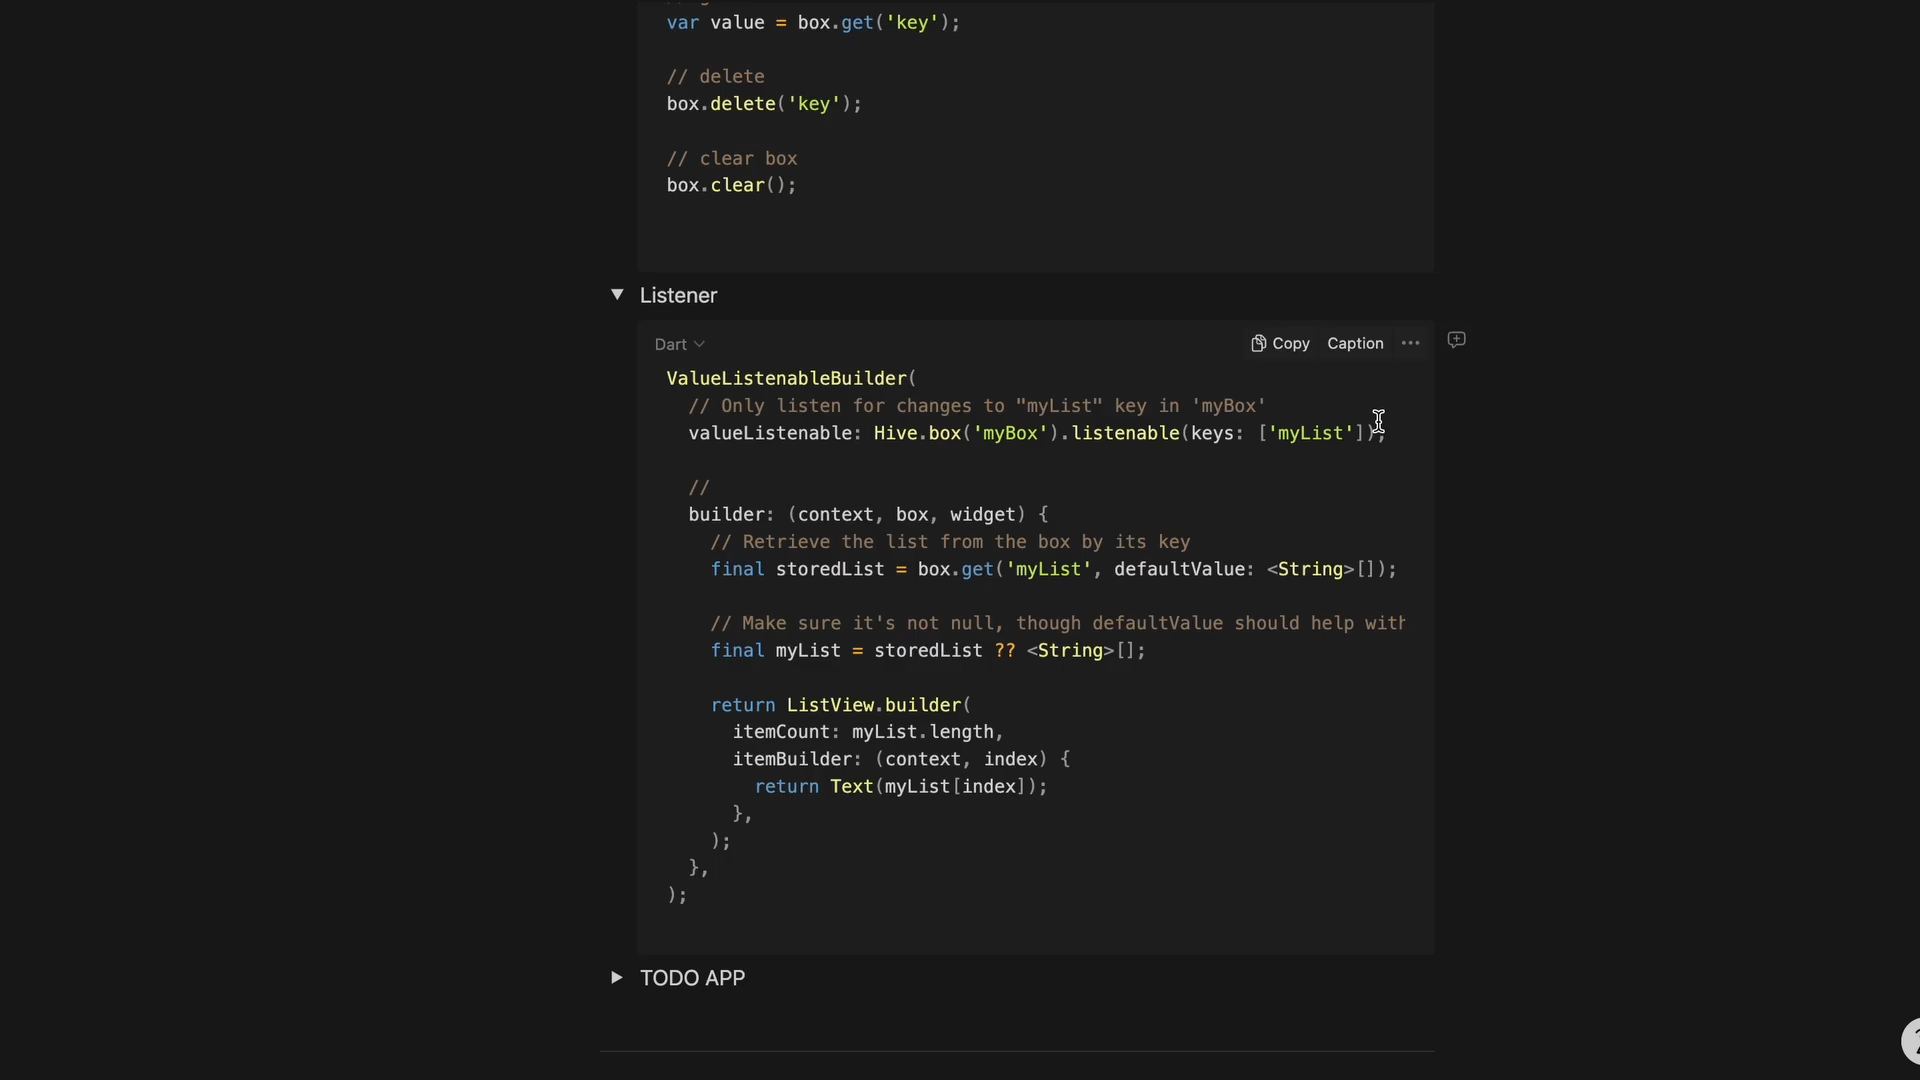 var value = box.get('key');
// delete
box.delete('key');
// clear box
box.clear();
Listener
Dart
Copy Caption
ValueListenableBuilder(
// Only listen for changes to "myList" key in 'myBox'
valueListenable: Hive.box('myBox').listenable(keys: ['myList']);
//
builder: (context, box, widget) {
// Retrieve the list from the box by its key
final storedList = box.get('myList', defaultValue: <String>[]);
// Make sure it's not null, though defaultValue should help with
final myList = storedList ?? <String>[];
return ListView.builder(
itemCount: myList.length,
itemBuilder: (context, index) {
return Text(myList[index]);
},
);
},
);
TODO APP